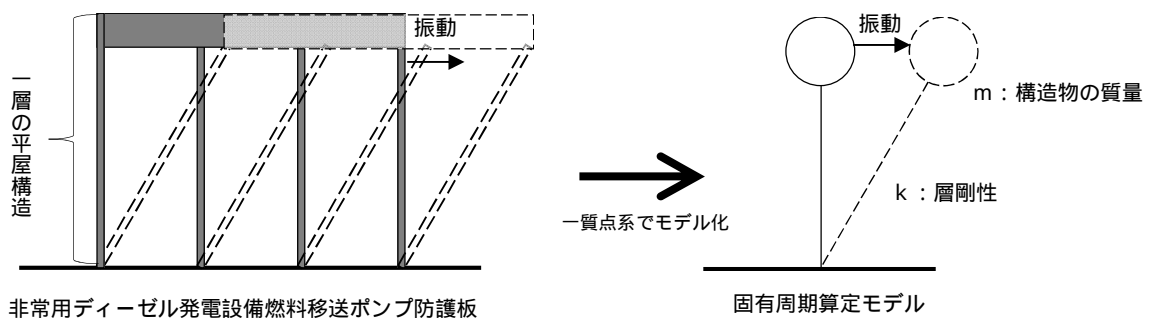 振動
一層の平屋構造
一質点系でモデル化
非常用ディーゼル発電設備燃料移送ポンプ防護板
振動
m：構造物の質量
k：層剛性
固有周期算定モデル